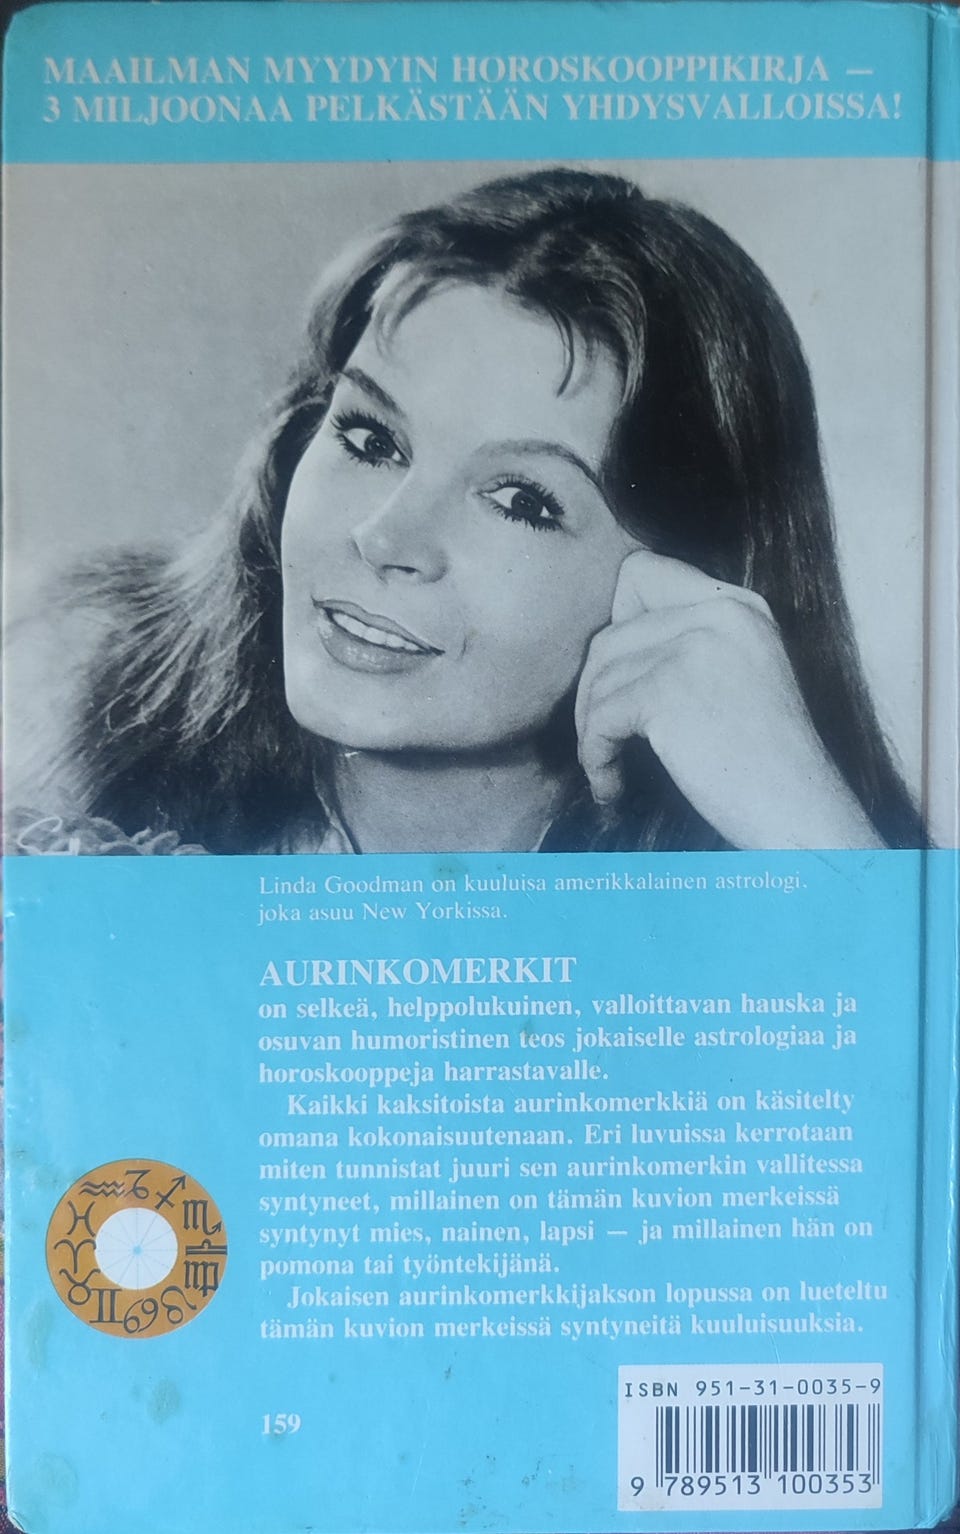 MAAILMAN MYYDYIN HOROSKOOPPIKIRJA —
3 MILJOONAA PELKÄSTÄÄN YHDYSVALLOISSA!
Linda Goodman on kuuluisa amerikkalainen astrologi.
joka asuu New Yorkissa.
AURINKOMERKIT
on selkeä, helppolukuinen, valloittavan hauska ja
osuvan humoristinen teos jokaiselle astrologiaa ja
horoskooppeja harrastavalle.
Kaikki kaksitoista aurinkomerkkiä on käsitelty
omana kokonaisuutenaan. Eri luvuissa kerrotaan
miten tunnistat juuri sen aurinkomerkin vallitessa
syntyneet, millainen on tämän kuvion merkeissä
syntynyt mies, nainen, lapsi — ja millainen hän on
pomona tai työntekijänä.
Jokaisen aurinkomerkkijakson lopussa on lueteltu
tämän kuvion merkeissä syntyneitä kuuluisuuksia.
159
ISBN 951-31-0035-9
9 789513 100353